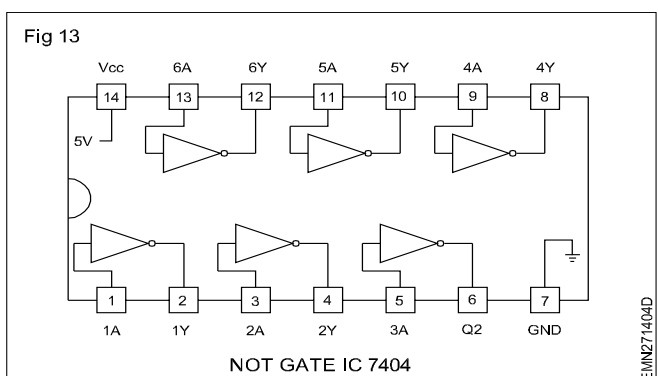 Fig 13
Vcc 6A 6Y 5A 5Y 4A 4Y
14 13 12 11 10 9 8
5V
1 2 3 4 5 6 7
1A 1Y 2A 2Y 3A Q2 GND
NOT GATE IC 7404
EMN271404D